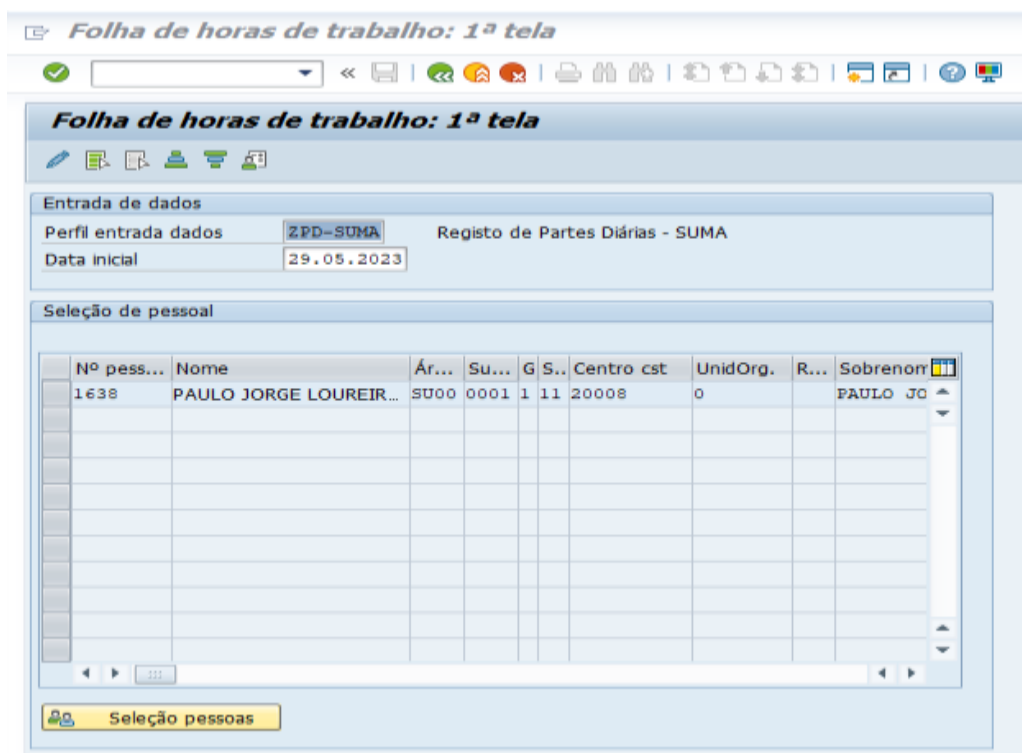 Folha de horas de trabalho: 1ª tela
Folha de horas de trabalho: 1ª tela
Entrada de dados
Perfil entrada dados ZPD-SUMA Registo de Partes Diárias - SUMA
Data inicial 29.05.2023
Seleção de pessoal
Nº pess... Nome Ár... Su... G S.. Centro cst UnidOrg. R... Sobrenom
1638 PAULO JORGE LOUREIR... SU00 0001 1 11 20008 0 PAULO JO
Seleção pessoas